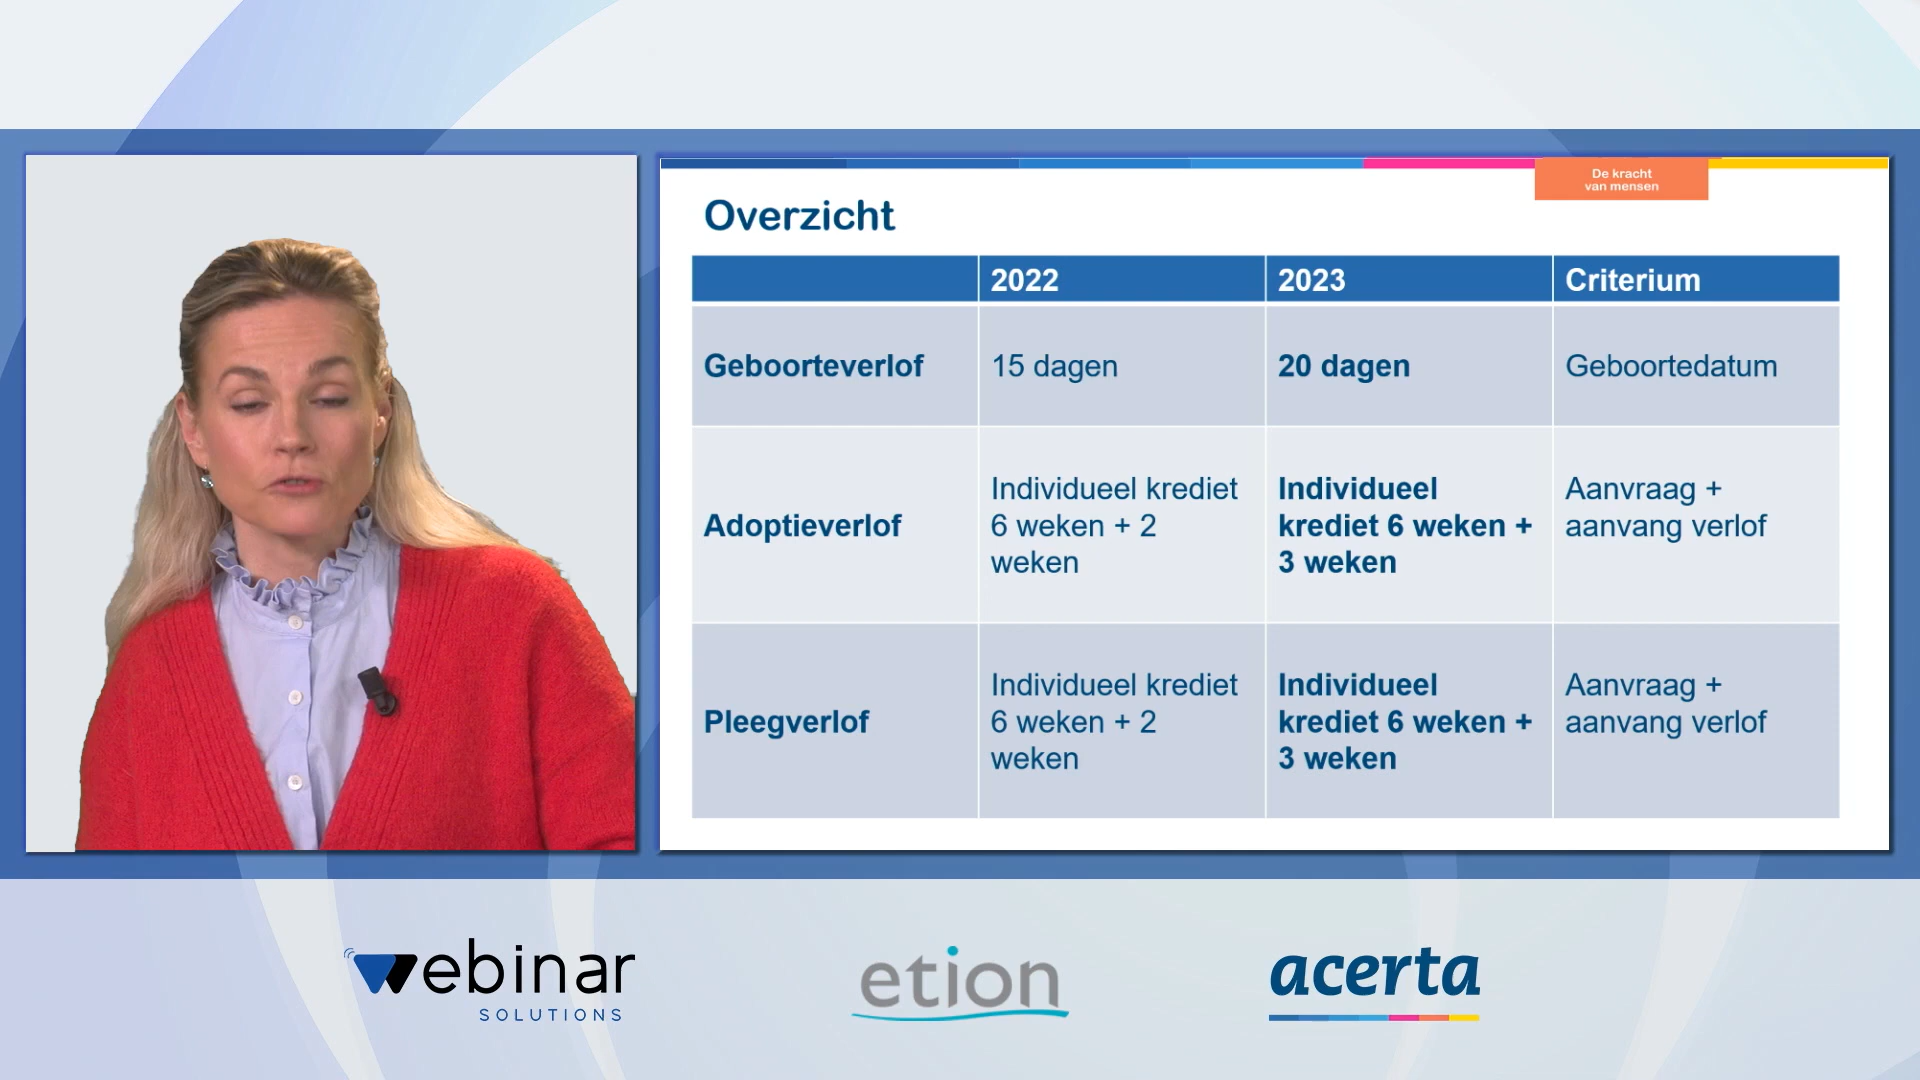 De kracht
van mensen
Overzicht
2022 2023 Criterium
Geboorteverlof 15 dagen 20 dagen Geboortedatum
Adoptieverlof
Individueel krediet
6 weken + 2
weken
Individueel
krediet 6 weken +
3 weken
Aanvraag +
aanvang verlof
Pleegverlof
Individueel krediet
6 weken + 2
weken
Individueel
krediet 6 weken +
3 weken
Aanvraag +
aanvang verlof
webinar
SOLUTIONS
etion
acerta